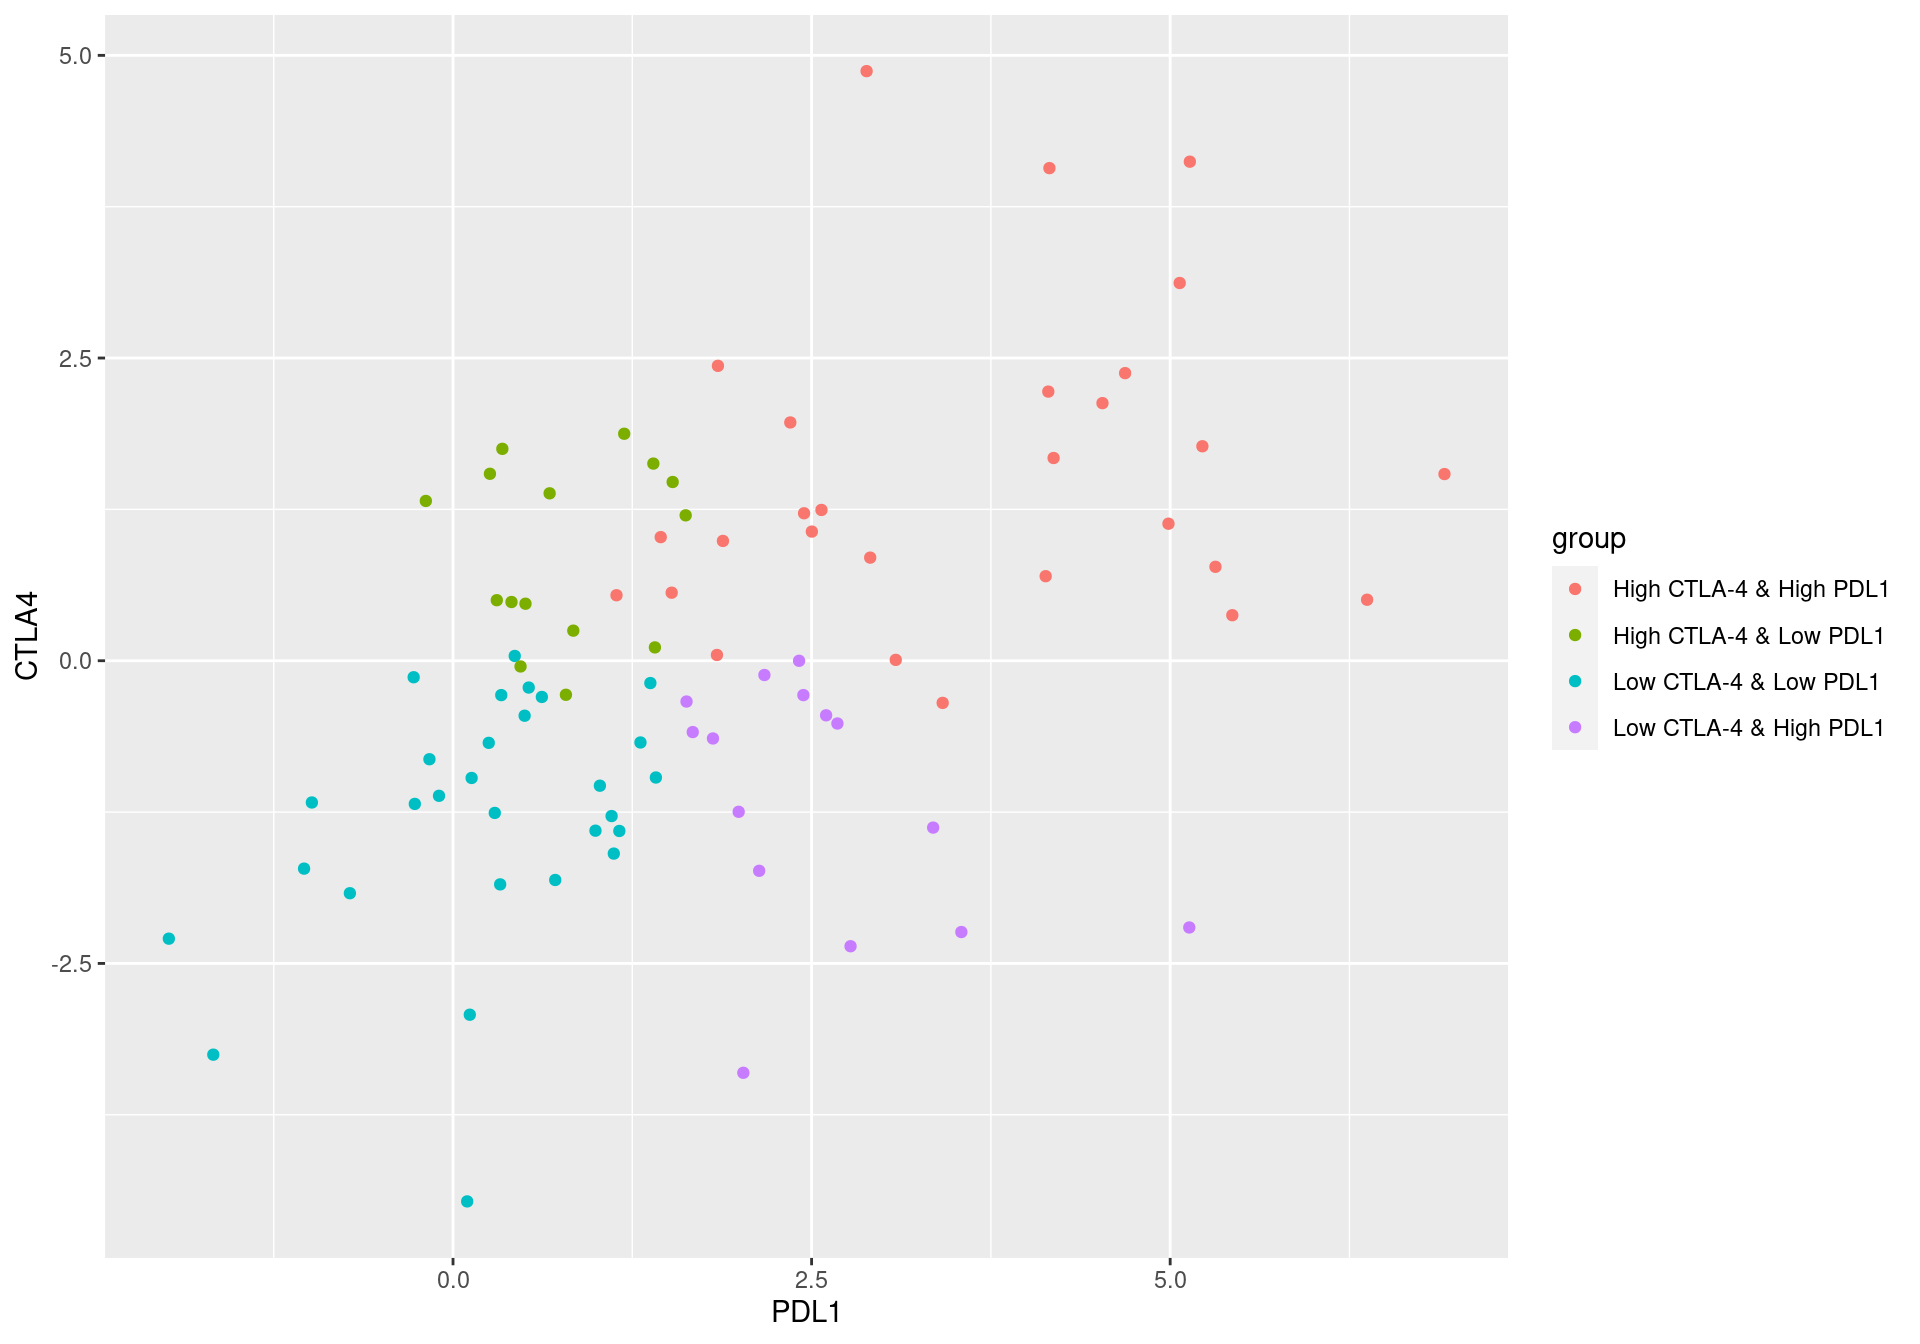 5.0
2.5
0.0
-2.5
CTLA4
0.0
2.5
5.0
PDL1
group
High CTLA-4 & High PDL1
High CTLA-4 & Low PDL1
Low CTLA-4 & Low PDL1
Low CTLA-4 & High PDL1